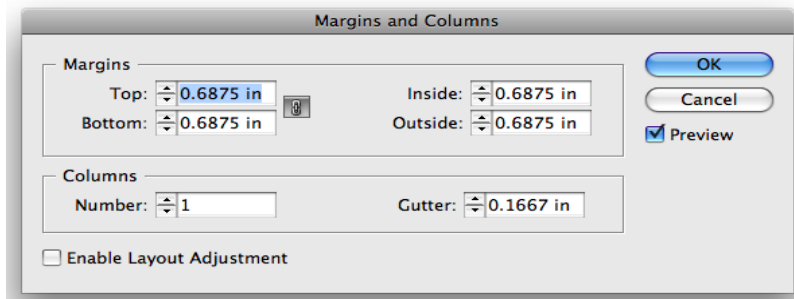 Margins and Columns
Margins
Top: 0.6875 in
Inside: 0.6875 in
Bottom: 0.6875 in
Outside: 0.6875 in
Columns
Number: 1
Gutter: 0.1667 in
Enable Layout Adjustment
OK
Cancel
Preview